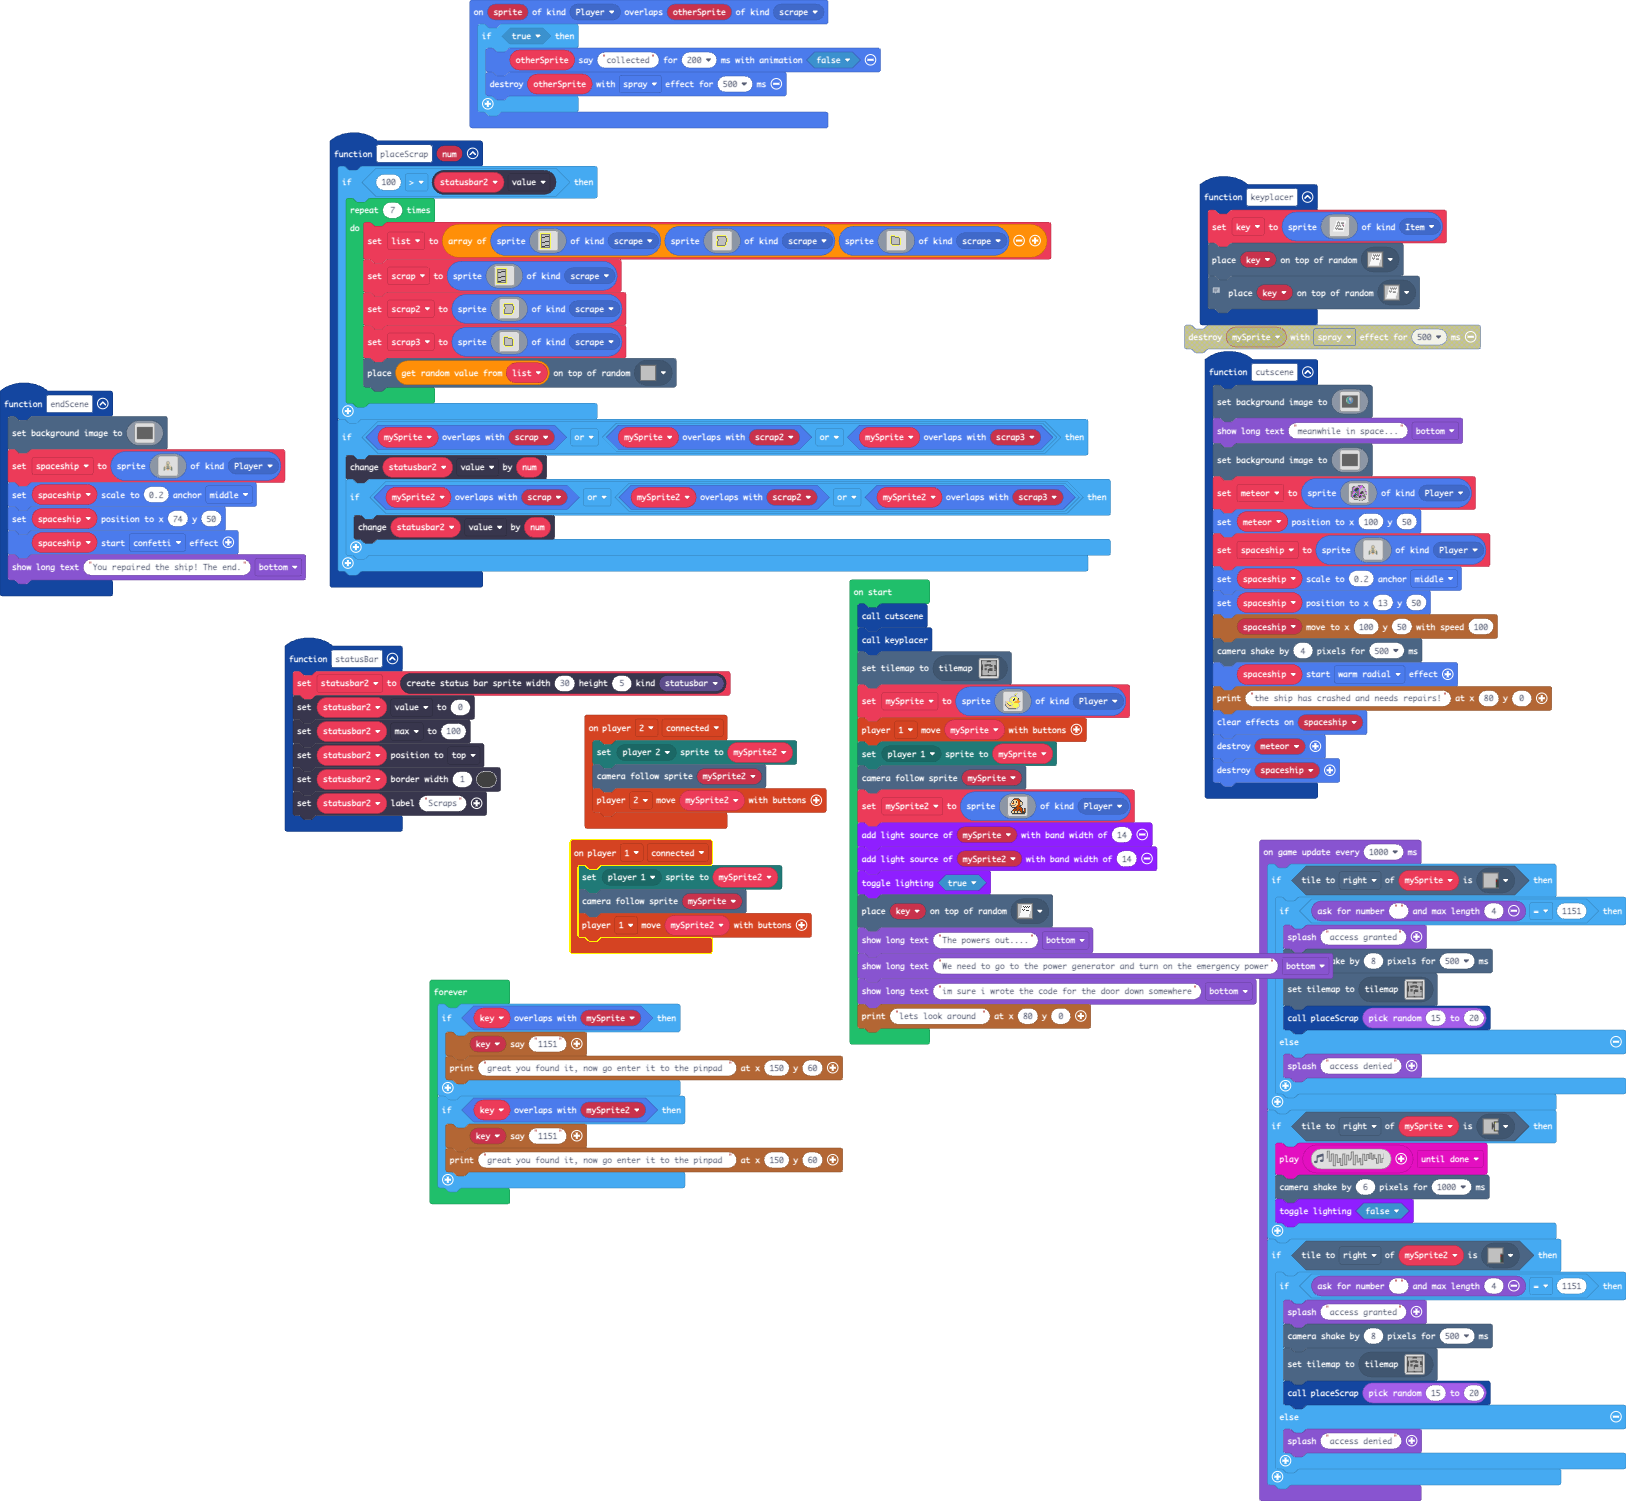 on sprite of kind Player overlaps otherSprite of kind scrape
if true then
otherSprite say "collected" for 200 ms with animation false
destroy otherSprite with spray effect for 500 ms
function placeScrap num
if 100 > statusbar2 value then
repeat 7 times
do
set list to array of sprite of kind scrape sprite of kind scrape sprite of kind scrape
set scrap to sprite of kind scrape
set scrap2 to sprite of kind scrape
set scrap3 to sprite of kind scrape
place get random value from list on top of random
if mySprite overlaps with scrap or mySprite overlaps with scrap2 or mySprite overlaps with scrap3 then
change statusbar2 value by num
if mySprite2 overlaps with scrap or mySprite2 overlaps with scrap2 or mySprite2 overlaps with scrap3 then
change statusbar2 value by num
function keyplacer
set key to sprite of kind Item
place key on top of random
place key on top of random
destroy mySprite with spray effect for 500 ms
function cutscene
set background image to
show long text "meanwhile in space..." bottom
set background image to
set meteor to sprite of kind Player
set meteor position to x 100 y 50
set spaceship to sprite of kind Player
set spaceship scale to 0.2 anchor middle
set spaceship position to x 13 y 50
spaceship move to x 100 y 50 with speed 100
camera shake by 4 pixels for 500 ms
spaceship start warm radial effect
print "the ship has crashed and needs repairs!" at x 80 y 0
clear effects on spaceship
destroy meteor
destroy spaceship
function endScene
set background image to
set spaceship to sprite of kind Player
set spaceship scale to 0.2 anchor middle
set spaceship position to x 74 y 50
spaceship start confetti effect
show long text "You repaired the ship! The end." bottom
function statusBar
set statusbar2 to create status bar sprite width 30 height 5 kind statusbar
set statusbar2 value to 0
set statusbar2 max to 100
set statusbar2 position to top
set statusbar2 border width 1
set statusbar2 label "Scraps"
on player 2 connected
set player 2 sprite to mySprite2
camera follow sprite mySprite2
player 2 move mySprite2 with buttons
on player 1 connected
set player 1 sprite to mySprite2
camera follow sprite mySprite
player 1 move mySprite2 with buttons
on start
call cutscene
call keyplacer
set tilemap to tilemap
set mySprite to sprite of kind Player
player 1 move mySprite with buttons
set player 1 sprite to mySprite
camera follow sprite mySprite
set mySprite2 to sprite of kind Player
add light source of mySprite with band width of 14
add light source of mySprite2 with band width of 14
toggle lighting true
place key on top of random
show long text "The powers out...." bottom
show long text "We need to go to the power generator and turn on the emergency power" bottom
show long text "im sure i wrote the code for the door down somewhere" bottom
print "lets look around " at x 80 y 0
forever
if key overlaps with mySprite then
key say "1151"
print "great you found it, now go enter it to the pinpad " at x 150 y 60
if key overlaps with mySprite2 then
key say "1151"
print "great you found it, now go enter it to the pinpad " at x 150 y 60
on game update every 1000 ms
if tile to right of mySprite is then
if ask for number "" and max length 4 = 1151 then
splash "access granted"
ke by 8 pixels for 500 ms
set tilemap to tilemap
call placeScrap pick random 15 to 20
else
splash "access denied"
if tile to right of mySprite is then
play until done
camera shake by 6 pixels for 1000 ms
toggle lighting false
if tile to right of mySprite2 is then
if ask for number "" and max length 4 = 1151 then
splash "access granted"
camera shake by 8 pixels for 500 ms
set tilemap to tilemap
call placeScrap pick random 15 to 20
else
splash "access denied"